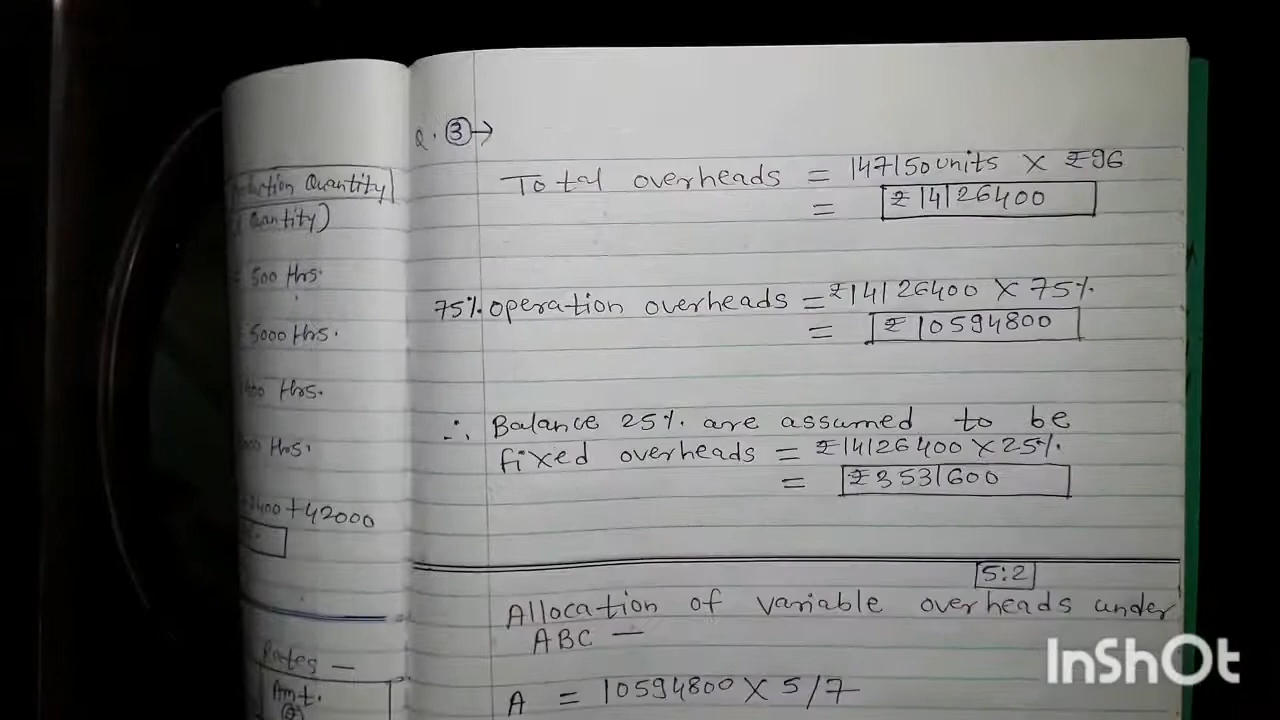 Quantity
Quantity)
500 Hrs.
5000 Hrs.
Hrs.
Hrs.
400 + 42000
Rates —
Amt.
Q. ③ →
Total overheads = 147150 units × ₹96
= ₹14126400
75% operation overheads = ₹14126400 × 75%
= ₹10594800
∴ Balance 25% are assumed to be
fixed overheads = ₹14126400 × 25%.
= ₹3531600
5:2
Allocation of variable overheads under
ABC —
A = 10594800 × 5/7
InShOt